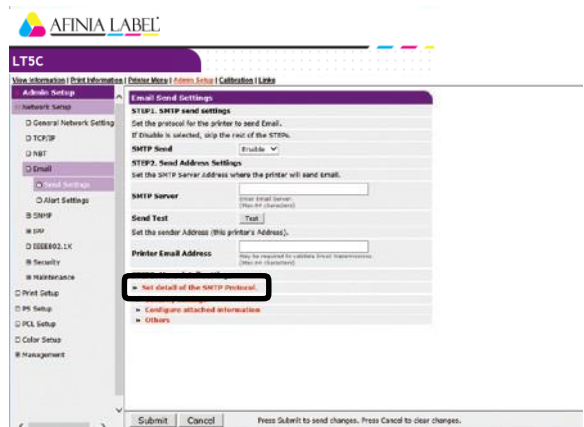 AFINIA LABEL
LT5C
View Information | Print Information | Printer Menu | Admin Setup | Calibration | Links
Admin Setup
Network Setup
General Network Setting
TCP/IP
NBT
Email
Send Settings
Alert Settings
SNMP
IPP
IEEE802.1X
Security
Maintenance
Print Setup
PS Setup
PCL Setup
Color Setup
Management
Email Send Settings
STEP1. SMTP send settings
Set the protocol for the printer to send Email.
If Disable is selected, skip the rest of the STEPs.
SMTP Send Enable
STEP2. Send Address Settings
Set the SMTP Server Address where the printer will send Email.
SMTP Server
Enter Email Server.
(Max 64 characters)
Send Test Test
Set the sender Address (this printer's Address).
Printer Email Address
May be required to validate Email transmissions.
(Max 64 characters)
Set detail of the SMTP Protocol.
Configure attached information
Others
Submit Cancel Press Submit to send changes. Press Cancel to clear changes.